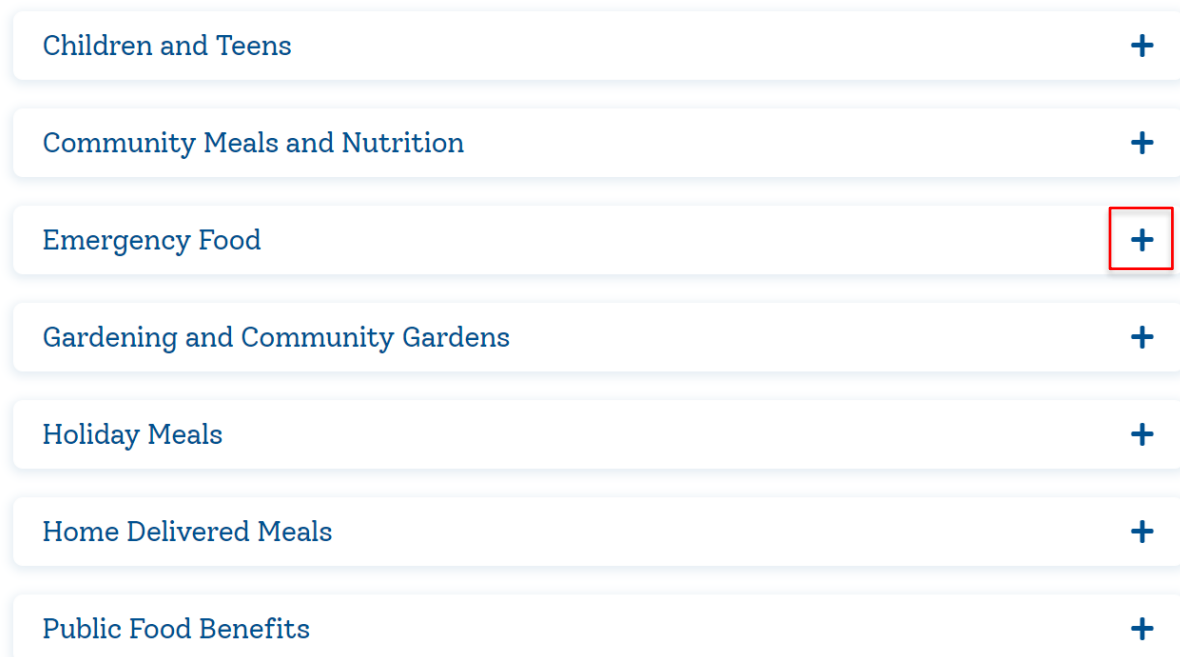 Children and Teens
Community Meals and Nutrition
Emergency Food
Gardening and Community Gardens
Holiday Meals
Home Delivered Meals
Public Food Benefits